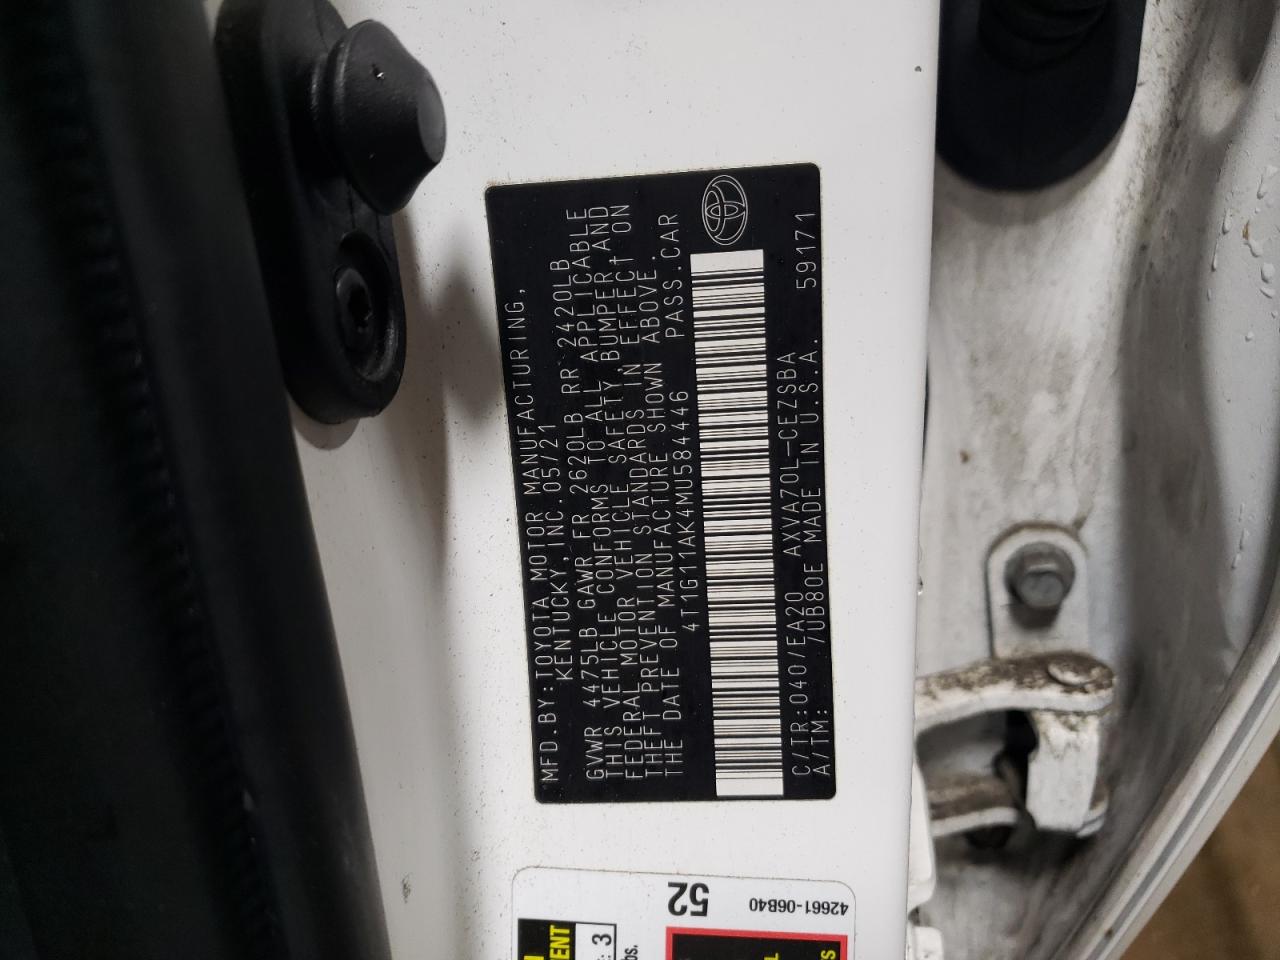 MFD.BY:TOYOTA MOTOR MANUFACTURING,
KENTUCKY,INC.05/21
GVWR 4475LB GAWR FR 2620LB RR 2420LB
THIS VEHICLE CONFORMS TO ALL APPLICABLE
FEDERAL MOTOR VEHICLE SAFETY,BUMPER,AND
THEFT PREVENTION STANDARDS IN EFFECT ON
THE DATE OF MANUFACTURE SHOWN ABOVE.
4T1G11AK4MU584446 PASS.CAR
C/TR:040/EA20 AXVA70L-CEZSBA 59171
A/TM: /UB80E MADE IN U.S.A.
52
42661-06B40
3